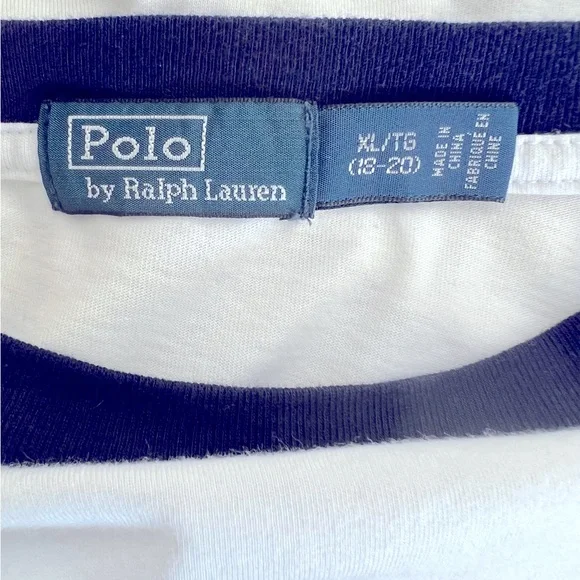 Polo
by Ralph Lauren
XL/TG
(18-20)
MADE IN
CHINA
FABRIQUÉ EN
CHINE